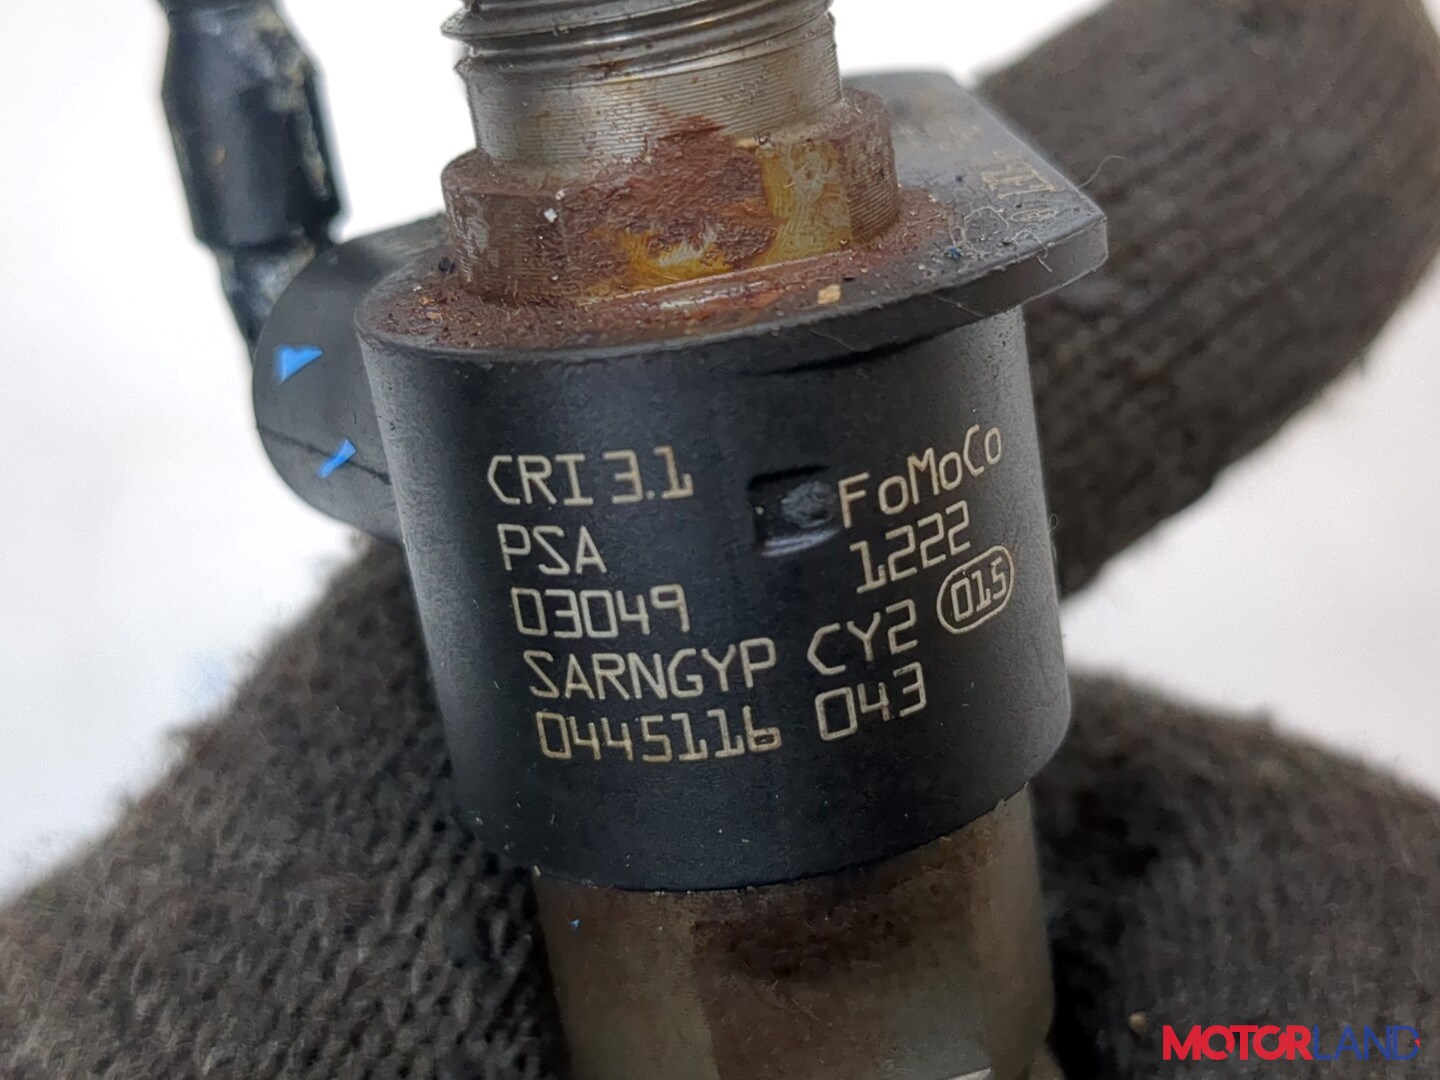 CRI 3.1
FoMoCo
PSA
1222
03049
015
SARNGYP CY2
0445116 043
MOTORLAND